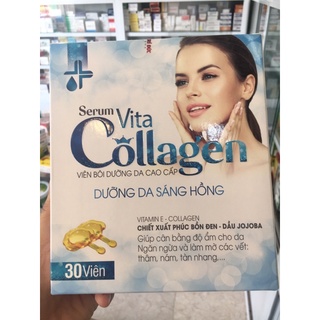 Serum Vita
Collagen
VIÊN BÔI DƯỠNG DA CAO CẤP
DƯỠNG DA SÁNG HỒNG
VITAMIN E - COLLAGEN
CHIẾT XUẤT PHÚC BỒN ĐEN - DẦU JOJOBA
Giúp cân bằng độ ẩm cho da
Ngăn ngừa và làm mờ các vết:
thâm, nám, tàn nhang,...
30 Viên